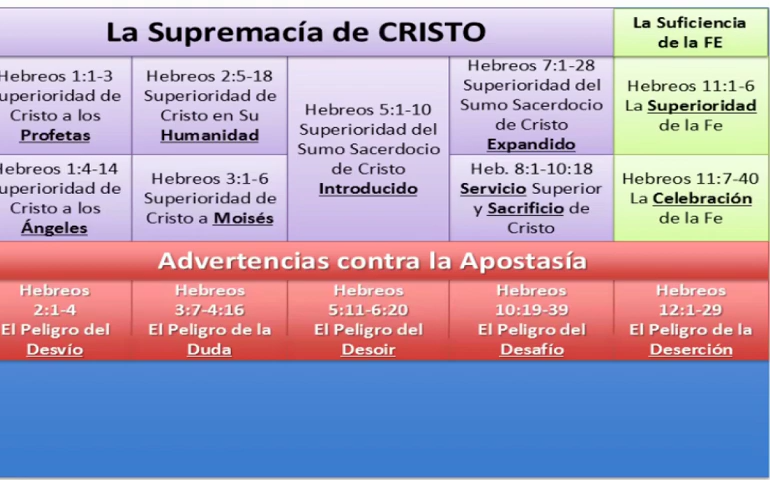 La Supremacía de CRISTO
La Suficiencia
de la FE
Hebreos 1:1-3
uperioridad de
Cristo a los
Profetas
Hebreos 2:5-18
Superioridad de
Cristo en Su
Humanidad
Hebreos 5:1-10
Superioridad del
Sumo Sacerdocio
de Cristo
Introducido
Hebreos 7:1-28
Superioridad del
Sumo Sacerdocio
de Cristo
Expandido
Hebreos 11:1-6
La Superioridad
de la Fe
Hebreos 1:4-14
uperioridad de
Cristo a los
Ángeles
Hebreos 3:1-6
Superioridad de
Cristo a Moisés
Heb. 8:1-10:18
Servicio Superior
y Sacrificio de
Cristo
Hebreos 11:7-40
La Celebración
de la Fe
Advertencias contra la Apostasía
Hebreos
2:1-4
El Peligro del
Desvío
Hebreos
3:7-4:16
El Peligro de la
Duda
Hebreos
5:11-6:20
El Peligro del
Desoir
Hebreos
10:19-39
El Peligro del
Desafío
Hebreos
12:1-29
El Peligro de la
Deserción